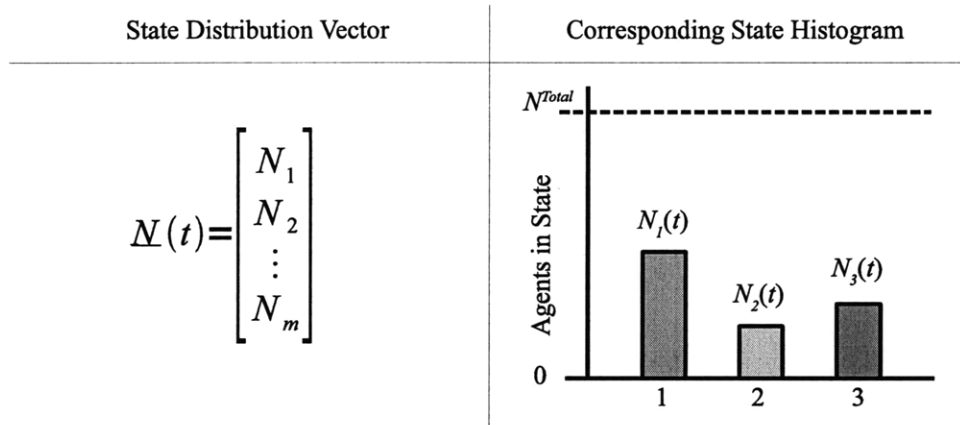 State Distribution Vector
Corresponding State Histogram
N̲(t)=
N₁
N₂
⋮
Nₘ
N^Total
Agents in State
N₁(t)
N₂(t)
N₃(t)
0
1 2 3